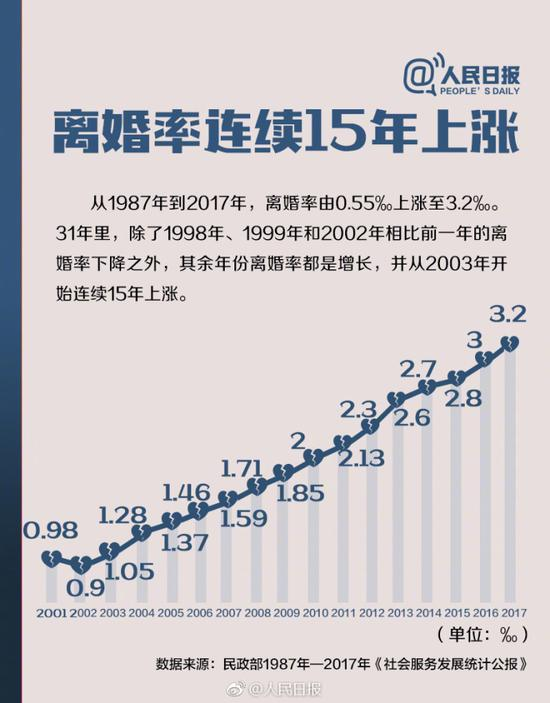 @人民日报
PEOPLE'S DAILY
离婚率连续15年上涨
从1987年到2017年，离婚率由0.55‰上涨至3.2‰。
31年里，除了1998年、1999年和2002年相比前一年的离
婚率下降之外，其余年份离婚率都是增长，并从2003年开
始连续15年上涨。
0.98
0.9
1.05
1.28
1.37
1.46
1.59
1.71
1.85
2
2.13
2.3
2.6
2.7
2.8
3
3.2
2001 2002 2003 2004 2005 2006 2007 2008 2009 2010 2011 2012 2013 2014 2015 2016 2017
（单位：‰）
数据来源：民政部1987年—2017年《社会服务发展统计公报》
@人民日报